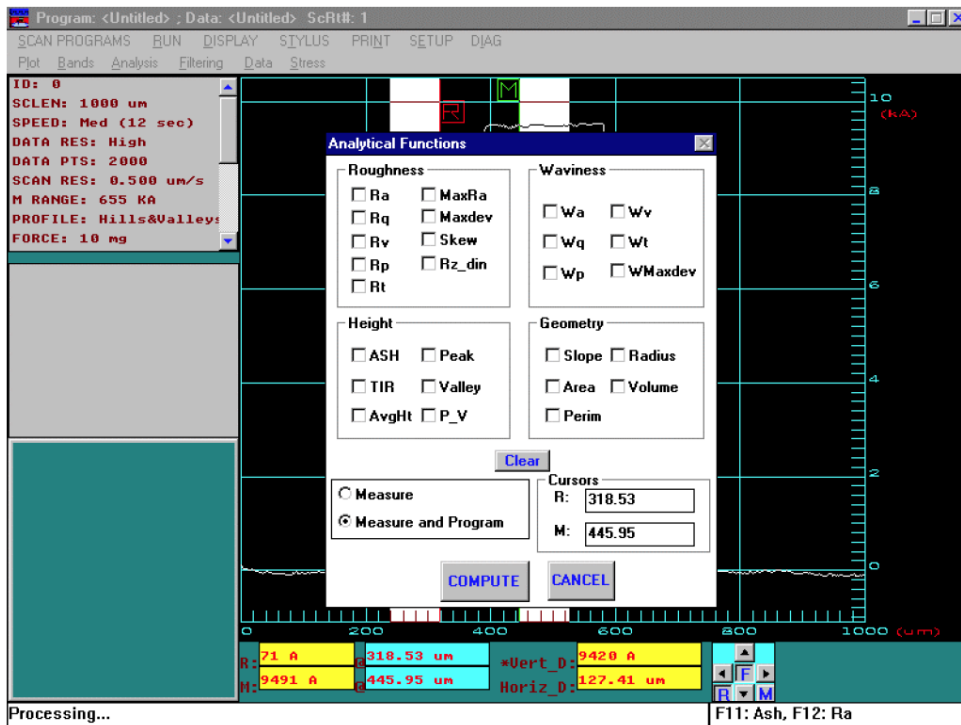 Program: <Untitled> ; Data: <Untitled> ScRt#: 1
SCAN PROGRAMS RUN DISPLAY STYLUS PRINT SETUP DIAG
Plot Bands Analysis Filtering Data Stress
ID: 0
SCLEN: 1000 um
SPEED: Med (12 sec)
DATA RES: High
DATA PTS: 2000
SCAN RES: 0.500 um/s
M RANGE: 655 KA
PROFILE: Hills&Valleys
FORCE: 10 mg
R
M
10
(kA)
8
6
4
2
0
Analytical Functions
Roughness
Ra MaxRa
Rq Maxdev
Rv Skew
Rp Rz_din
Rt
Waviness
Wa Wv
Wq Wt
Wp WMaxdev
Height
ASH Peak
TIR Valley
AvgHt P_V
Geometry
Slope Radius
Area Volume
Perim
Clear
Measure
Measure and Program
Cursors
R: 318.53
M: 445.95
COMPUTE CANCEL
0 200 400 600 800 1000 (um)
R: 71 A @ 318.53 um *Vert_D: 9420 A
M: 9491 A @ 445.95 um Horiz_D: 127.41 um
F
R M
Processing... F11: Ash, F12: Ra